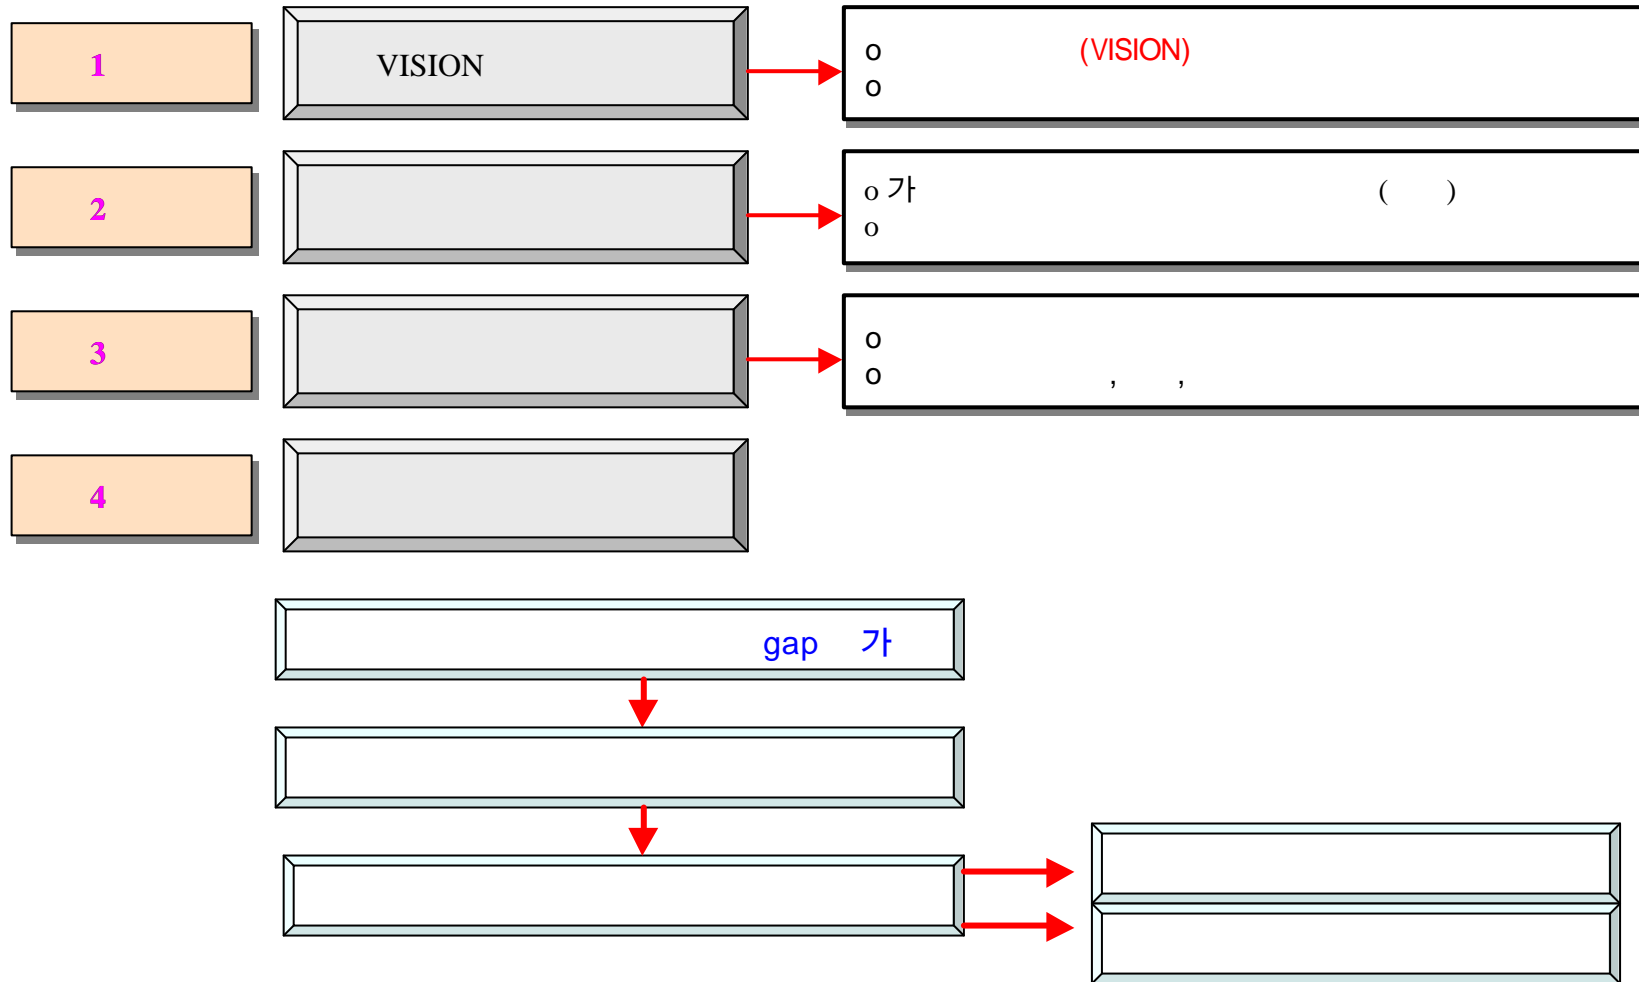 1 VISION
o (VISION)
o
2
o 가 ( )
o
3
o
o , ,
4
gap 가